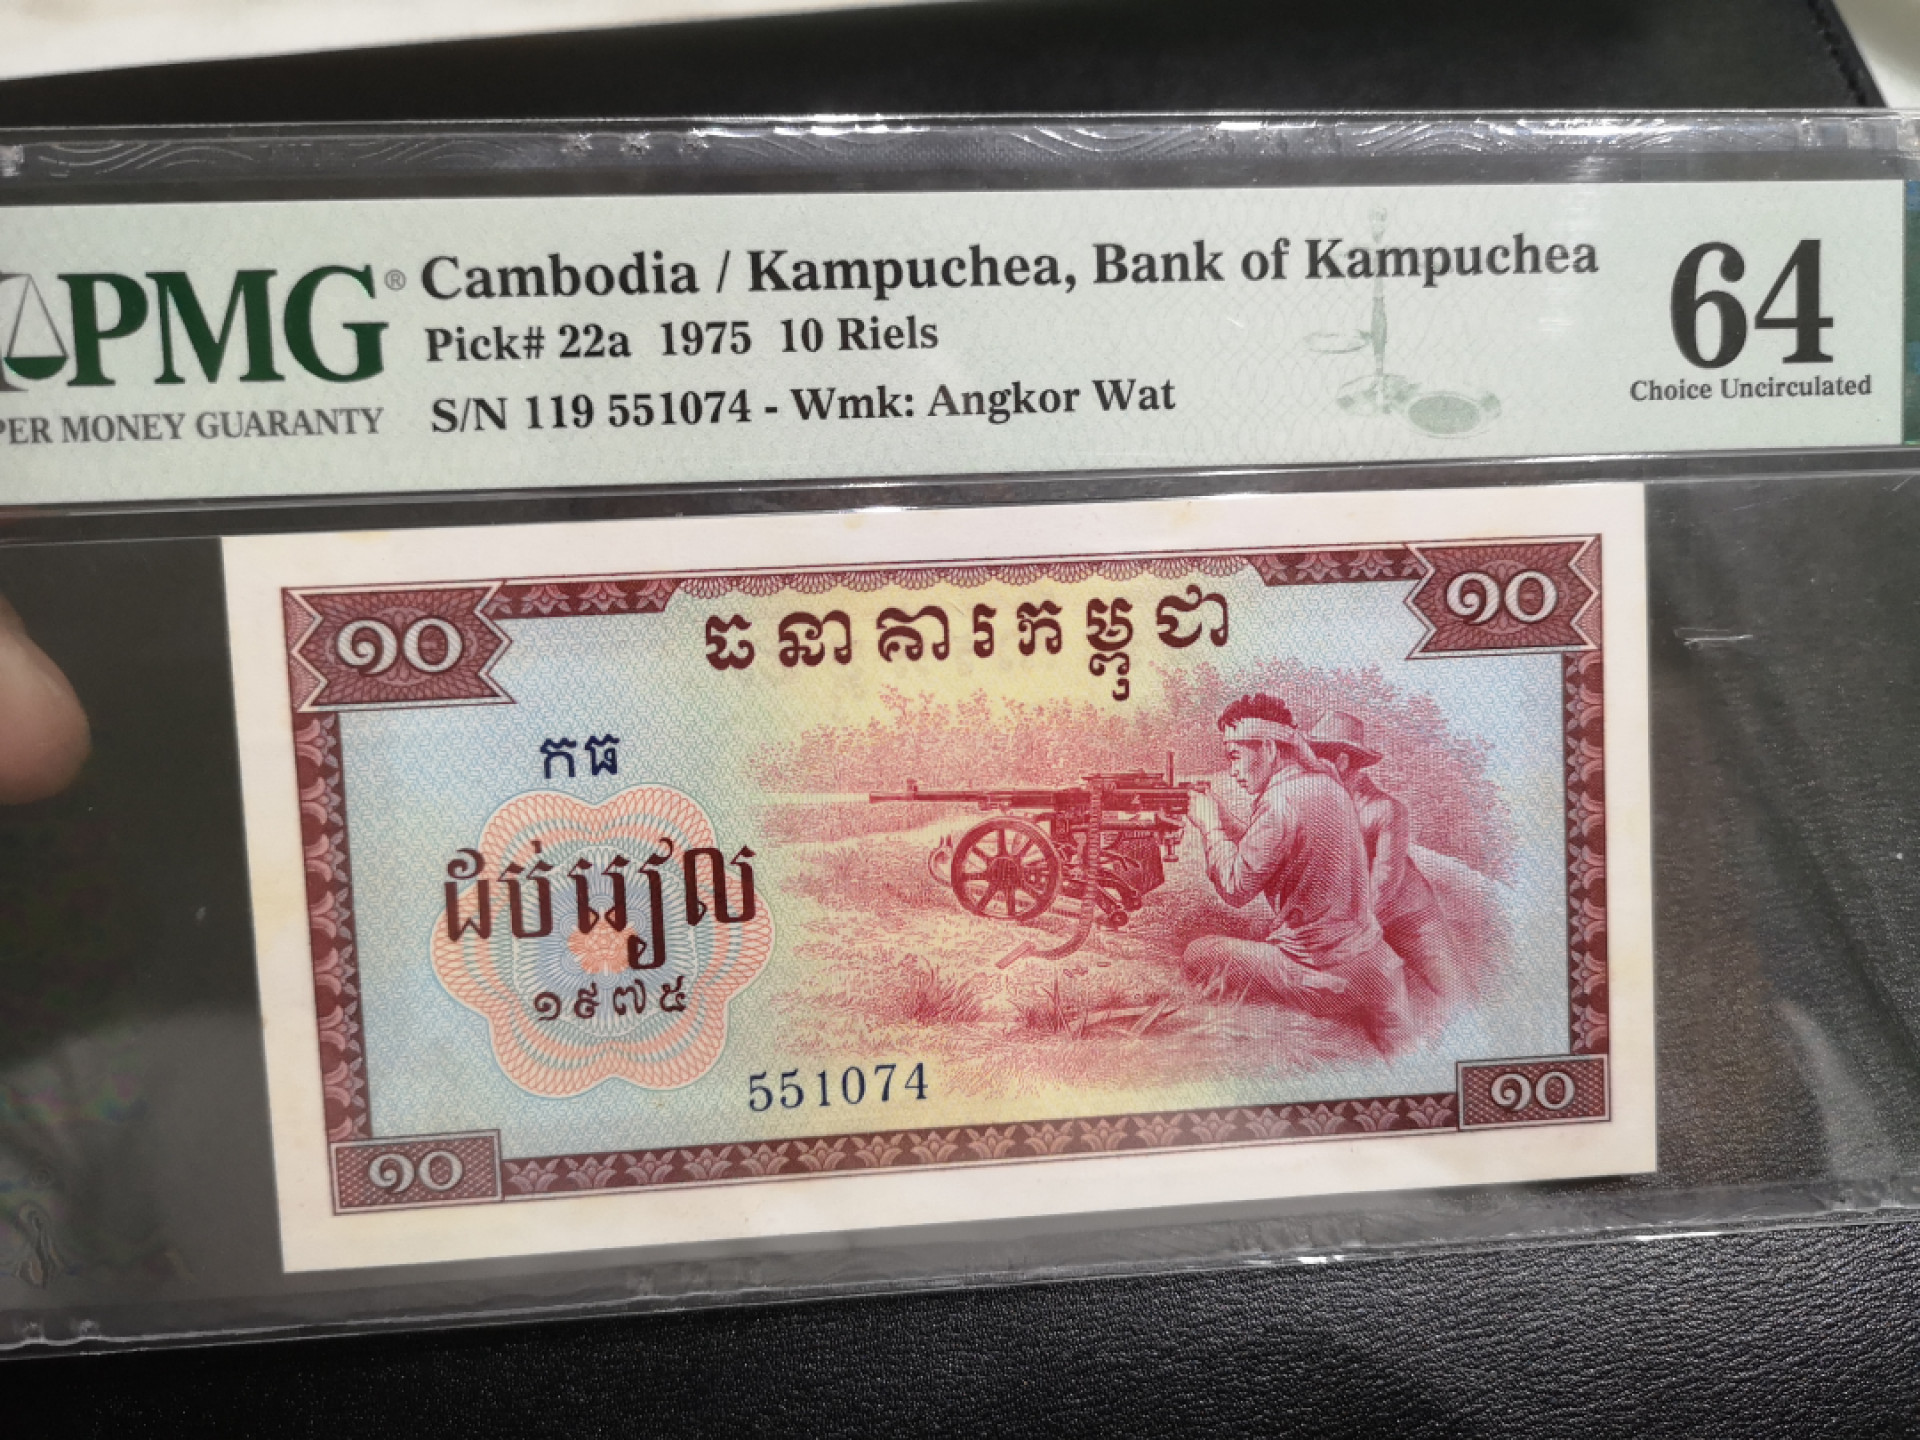 PMG®
PER MONEY GUARANTY
Cambodia / Kampuchea, Bank of Kampuchea
Pick# 22a 1975 10 Riels
S/N 119 551074 - Wmk: Angkor Wat
64
Choice Uncirculated
១០
ធនាគារកម្ពុជា
១០
កធ
ដប់រៀល
១៩៧៥
551074
១០
១០